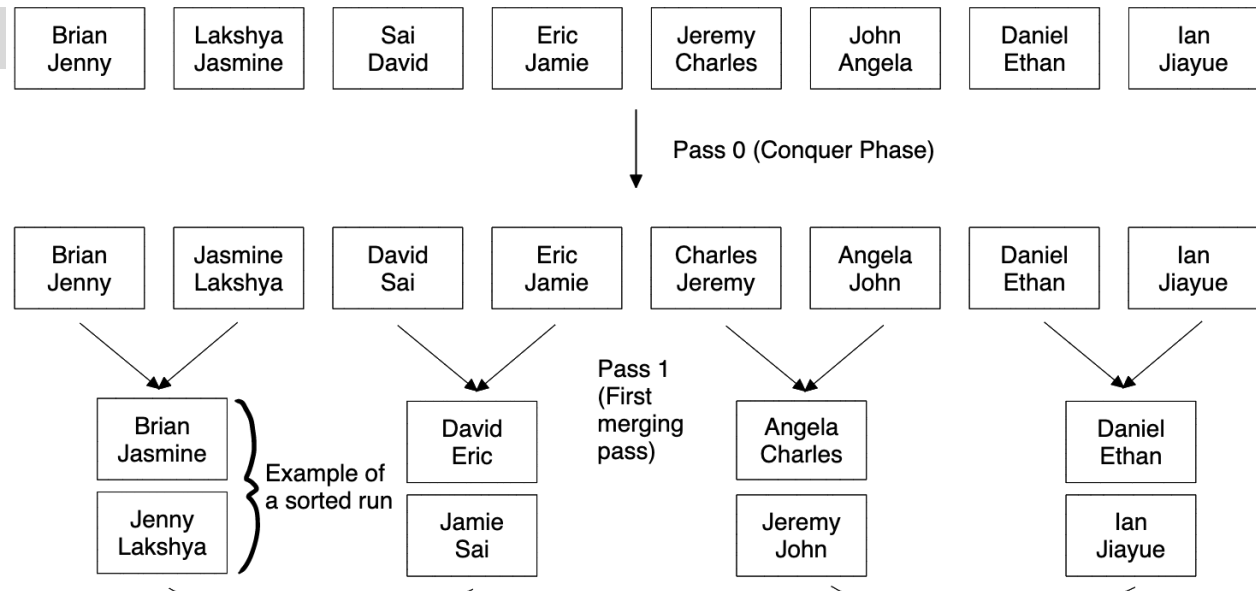 Brian
Jenny
Lakshya
Jasmine
Sai
David
Eric
Jamie
Jeremy
Charles
John
Angela
Daniel
Ethan
Ian
Jiayue
Pass 0 (Conquer Phase)
Brian
Jenny
Jasmine
Lakshya
David
Sai
Eric
Jamie
Charles
Jeremy
Angela
John
Daniel
Ethan
Ian
Jiayue
Pass 1
(First
merging
pass)
Brian
Jasmine
Jenny
Lakshya
Example of
a sorted run
David
Eric
Jamie
Sai
Angela
Charles
Jeremy
John
Daniel
Ethan
Ian
Jiayue